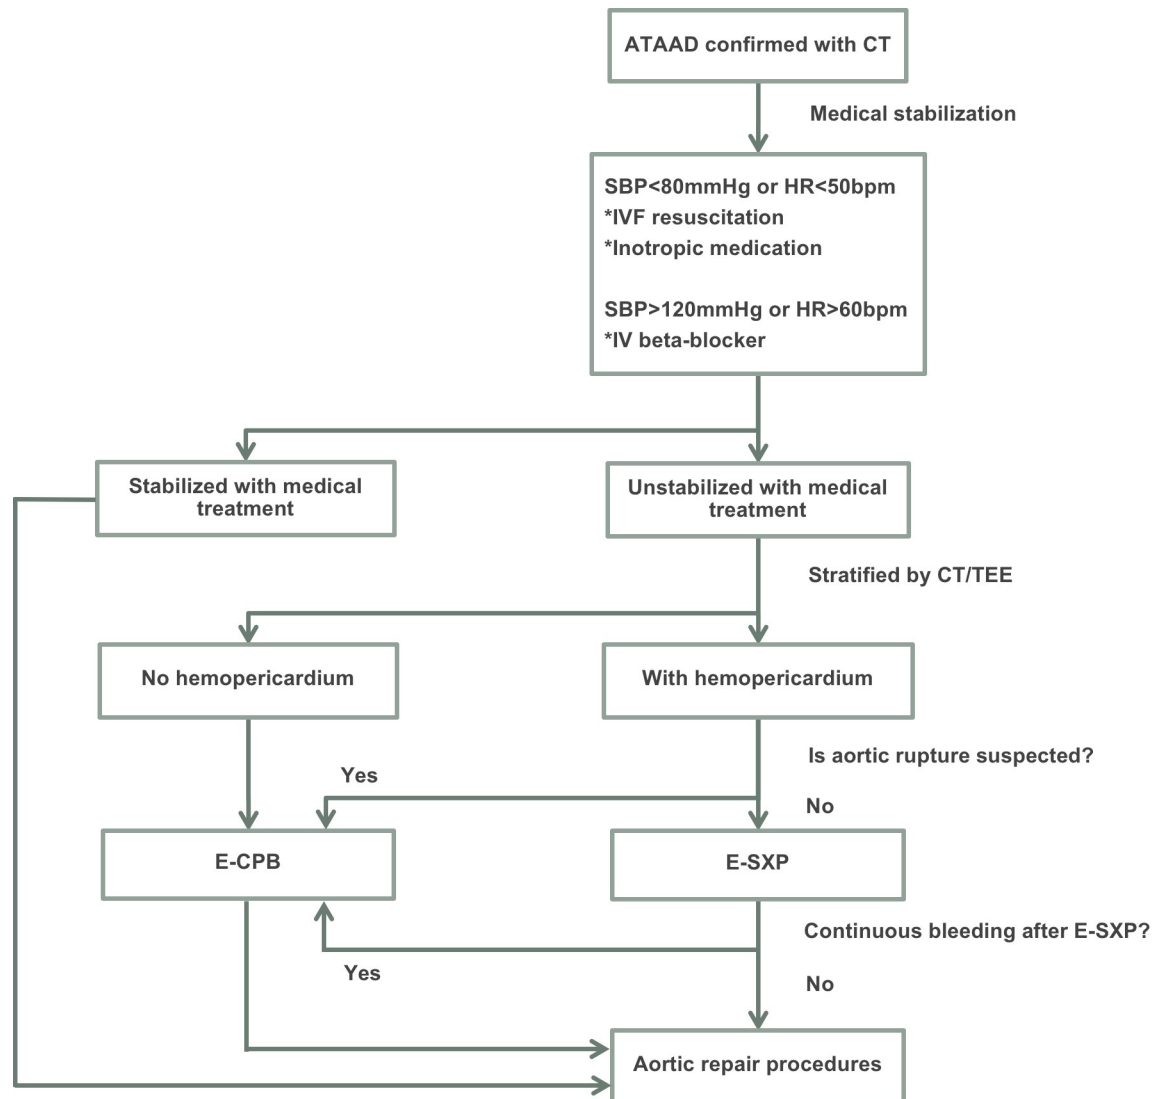 ATAAD confirmed with CT
Medical stabilization
SBP<80mmHg or HR<50bpm
*IVF resuscitation
*Inotropic medication
SBP>120mmHg or HR>60bpm
*IV beta-blocker
Stabilized with medical
treatment
Unstabilized with medical
treatment
Stratified by CT/TEE
No hemopericardium
With hemopericardium
Is aortic rupture suspected?
Yes
No
E-CPB
E-SXP
Continuous bleeding after E-SXP?
Yes
No
Aortic repair procedures